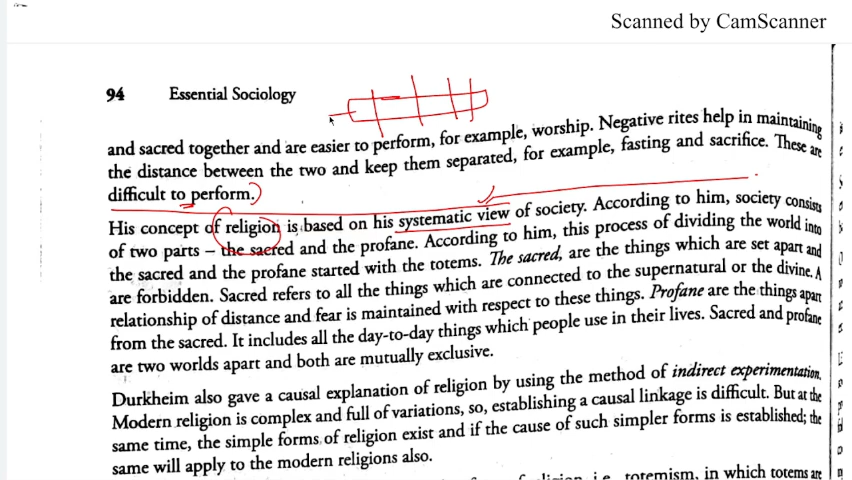 Scanned by CamScanner
94 Essential Sociology
and sacred together and are easier to perform, for example, worship. Negative rites help in maintaining
the distance between the two and keep them separated, for example, fasting and sacrifice. These are
difficult to perform.
His concept of religion is based on his systematic view of society. According to him, society consists
of two parts – the sacred and the profane. According to him, this process of dividing the world into
the sacred and the profane started with the totems. The sacred, are the things which are set apart and
are forbidden. Sacred refers to all the things which are connected to the supernatural or the divine. A
relationship of distance and fear is maintained with respect to these things. Profane are the things apart
from the sacred. It includes all the day-to-day things which people use in their lives. Sacred and profane
are two worlds apart and both are mutually exclusive.
Durkheim also gave a causal explanation of religion by using the method of indirect experimentation.
Modern religion is complex and full of variations, so, establishing a causal linkage is difficult. But at the
same time, the simple forms of religion exist and if the cause of such simpler forms is established; the
same will apply to the modern religions also.
religion i.e. totemism, in which totems are